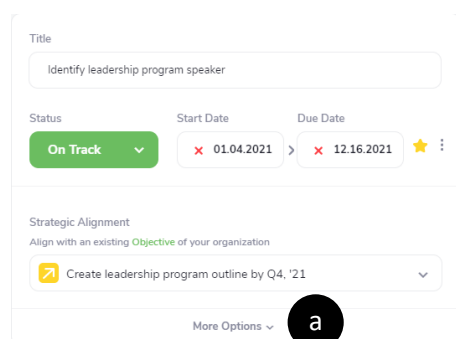 Title
Identify leadership program speaker
Status Start Date Due Date
On Track 01.04.2021 12.16.2021
Strategic Alignment
Align with an existing Objective of your organization
Create leadership program outline by Q4, '21
More Options a